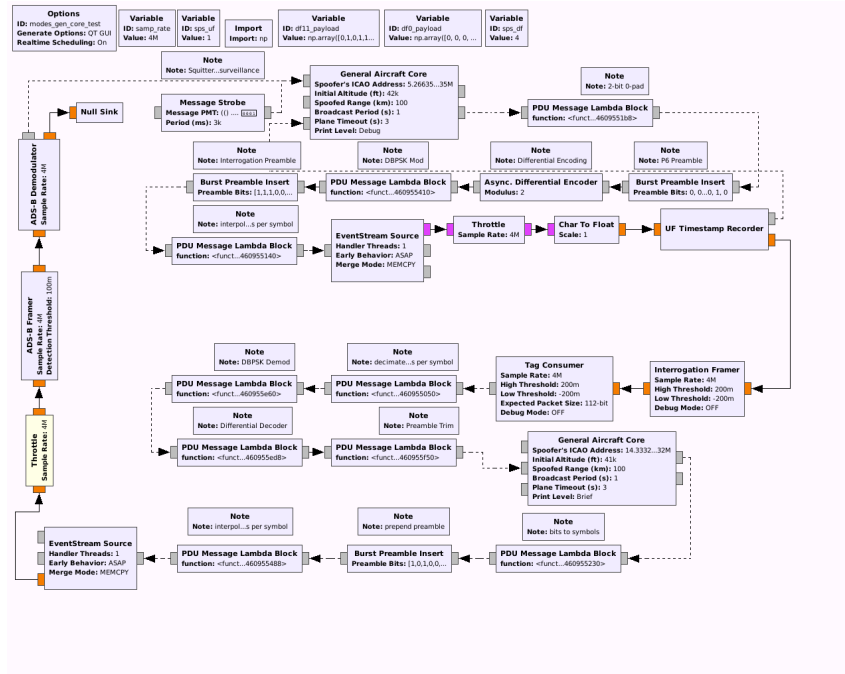 Options
ID: modes_gen_core_test
Generate Options: QT GUI
Realtime Scheduling: On
Variable
ID: samp_rate
Value: 4M
Variable
ID: sps_uf
Value: 1
Import
Import: np
Variable
ID: df11_payload
Value: np.array([0,1,0,1,1...
Variable
ID: df0_payload
Value: np.array([0, 0, 0, ...
Variable
ID: sps_df
Value: 4
Note
Note: Squitter...surveillance
Null Sink
Message Strobe
Message PMT: (() ....
Period (ms): 3k
General Aircraft Core
Spoofer's ICAO Address: 5.26635...35M
Initial Altitude (ft): 42k
Spoofed Range (km): 100
Broadcast Period (s): 1
Plane Timeout (s): 3
Print Level: Debug
Note
Note: 2-bit 0-pad
PDU Message Lambda Block
function: <funct...4609551b8>
ADS-B Demodulator
Sample Rate: 4M
Note
Note: Interrogation Preamble
Note
Note: DBPSK Mod
Note
Note: Differential Encoding
Note
Note: P6 Preamble
Burst Preamble Insert
Preamble Bits: [1,1,1,0,0,...
PDU Message Lambda Block
function: <funct...460955410>
Async. Differential Encoder
Modulus: 2
Burst Preamble Insert
Preamble Bits: 0, 0...0, 1, 0
Note
Note: interpol...s per symbol
PDU Message Lambda Block
function: <funct...460955140>
EventStream Source
Handler Threads: 1
Early Behavior: ASAP
Merge Mode: MEMCPY
Throttle
Sample Rate: 4M
Char To Float
Scale: 1
UF Timestamp Recorder
ADS-B Framer
Sample Rate: 4M
Detection Threshold: 100m
Note
Note: DBPSK Demod
Note
Note: decimate...s per symbol
PDU Message Lambda Block
function: <funct...460955e60>
PDU Message Lambda Block
function: <funct...460955050>
Tag Consumer
Sample Rate: 4M
High Threshold: 200m
Low Threshold: -200m
Expected Packet Size: 112-bit
Debug Mode: OFF
Interrogation Framer
Sample Rate: 4M
High Threshold: 200m
Low Threshold: -200m
Debug Mode: OFF
Throttle
Sample Rate: 4M
Note
Note: Differential Decoder
Note
Note: Preamble Trim
PDU Message Lambda Block
function: <funct...460955ed8>
PDU Message Lambda Block
function: <funct...460955f50>
General Aircraft Core
Spoofer's ICAO Address: 14.3332...32M
Initial Altitude (ft): 41k
Spoofed Range (km): 100
Broadcast Period (s): 1
Plane Timeout (s): 3
Print Level: Brief
Note
Note: interpol...s per symbol
Note
Note: prepend preamble
Note
Note: bits to symbols
EventStream Source
Handler Threads: 1
Early Behavior: ASAP
Merge Mode: MEMCPY
PDU Message Lambda Block
function: <funct...460955488>
Burst Preamble Insert
Preamble Bits: [1,0,1,0,0,...
PDU Message Lambda Block
function: <funct...460955230>